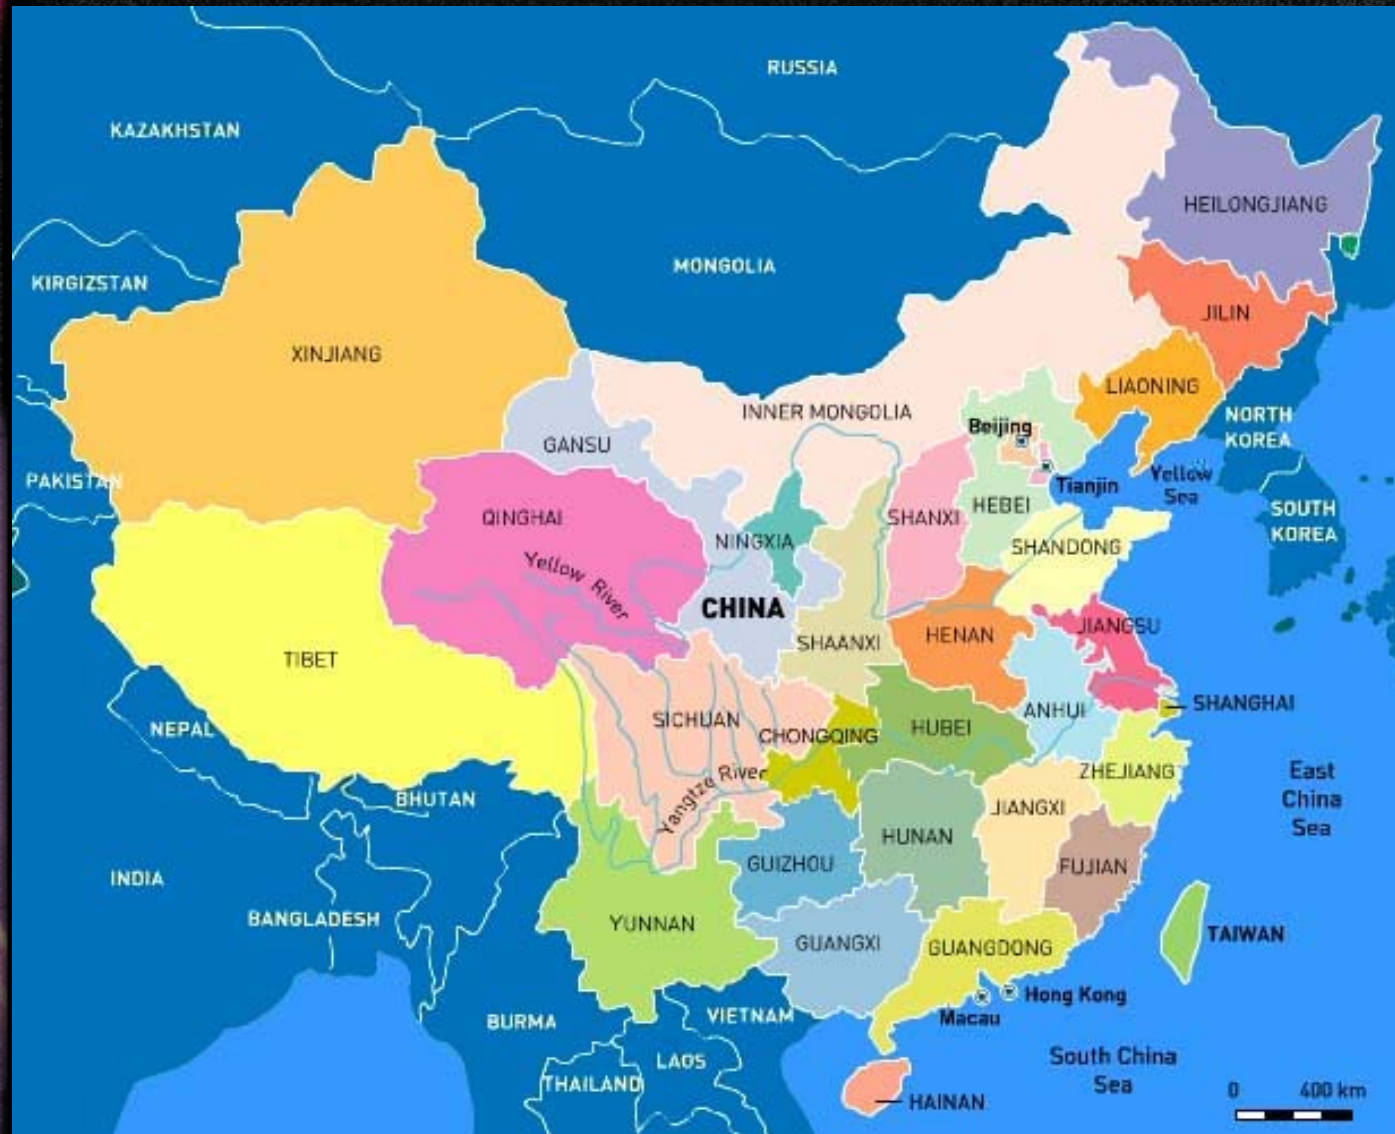 RUSSIA
KAZAKHSTAN
HEILONGJIANG
MONGOLIA
KIRGIZSTAN
JILIN
XINJIANG
LIAONING
INNER MONGOLIA
NORTH
KOREA
Beijing
GANSU
PAKISTAN
Yellow
Sea
Tianjin
HEBEI
SHANXI
QINGHAI
SOUTH
KOREA
NINGXIA
SHANDONG
Yellow River
CHINA
JIANGSU
HENAN
SHAANXI
TIBET
SHANGHAI
ANHUI
SICHUAN
NEPAL
HUBEI
CHONGQING
ZHEJIANG
East
China
Sea
BHUTAN
Yangtze River
JIANGXI
HUNAN
GUIZHOU
FUJIAN
INDIA
BANGLADESH
YUNNAN
TAIWAN
GUANGXI
GUANGDONG
Hong Kong
Macau
VIETNAM
BURMA
South China
Sea
LAOS
THAILAND
HAINAN
0 400 km